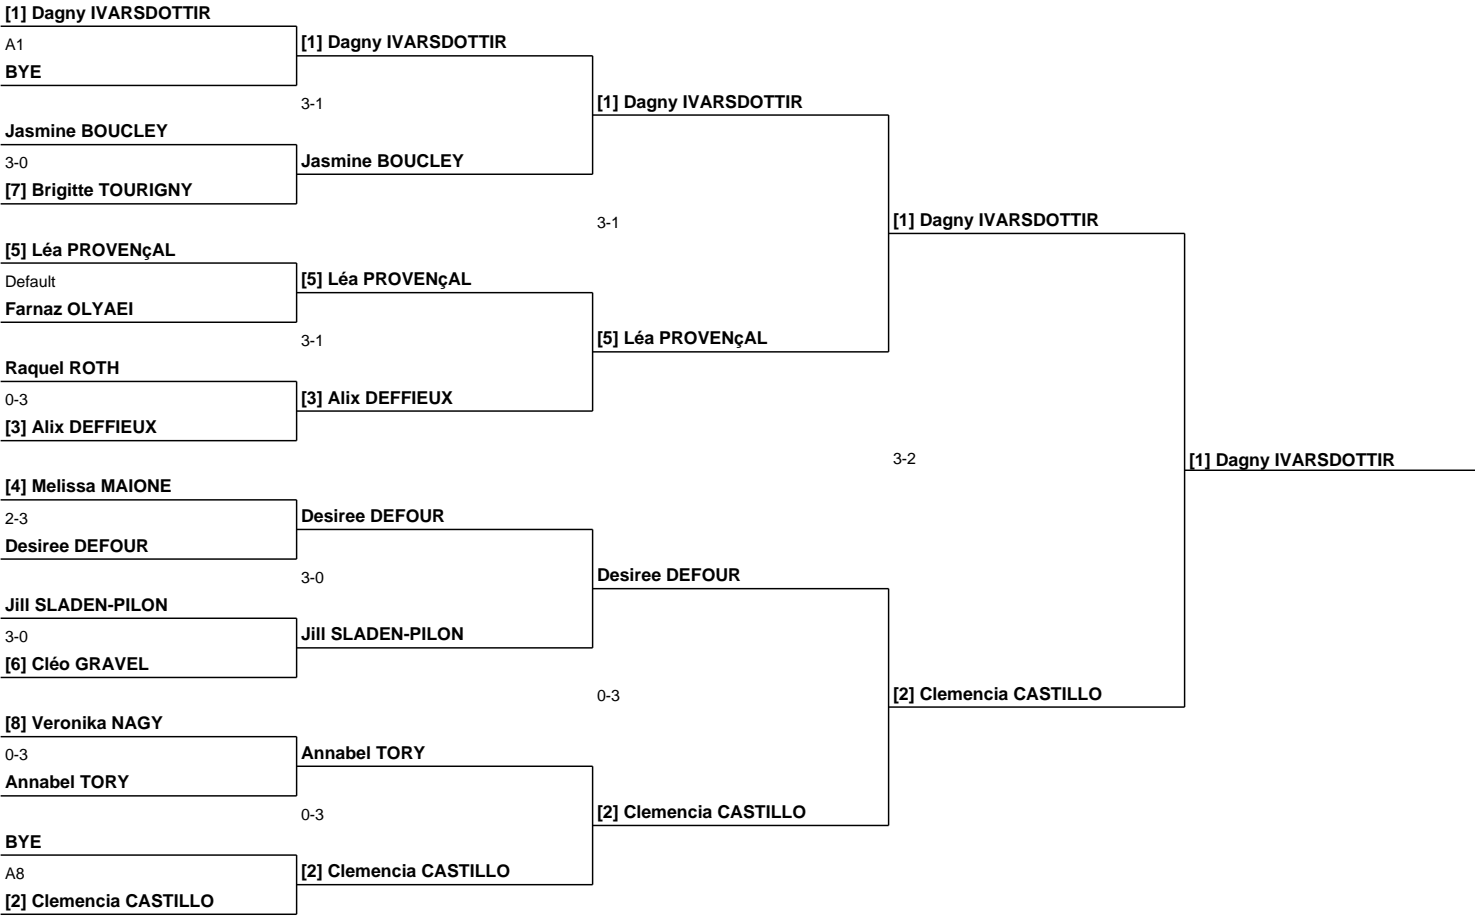 [1] Dagny IVARSDOTTIR
A1
BYE
[1] Dagny IVARSDOTTIR
3-1
Jasmine BOUCLEY
3-0
[7] Brigitte TOURIGNY
Jasmine BOUCLEY
[1] Dagny IVARSDOTTIR
3-1
[5] Léa PROVENçAL
Default
Farnaz OLYAEI
[5] Léa PROVENçAL
3-1
Raquel ROTH
0-3
[3] Alix DEFFIEUX
[3] Alix DEFFIEUX
[5] Léa PROVENçAL
[1] Dagny IVARSDOTTIR
3-2
[1] Dagny IVARSDOTTIR
[4] Melissa MAIONE
2-3
Desiree DEFOUR
Desiree DEFOUR
3-0
Jill SLADEN-PILON
3-0
[6] Cléo GRAVEL
Jill SLADEN-PILON
Desiree DEFOUR
0-3
[8] Veronika NAGY
0-3
Annabel TORY
Annabel TORY
0-3
BYE
A8
[2] Clemencia CASTILLO
[2] Clemencia CASTILLO
[2] Clemencia CASTILLO
[2] Clemencia CASTILLO